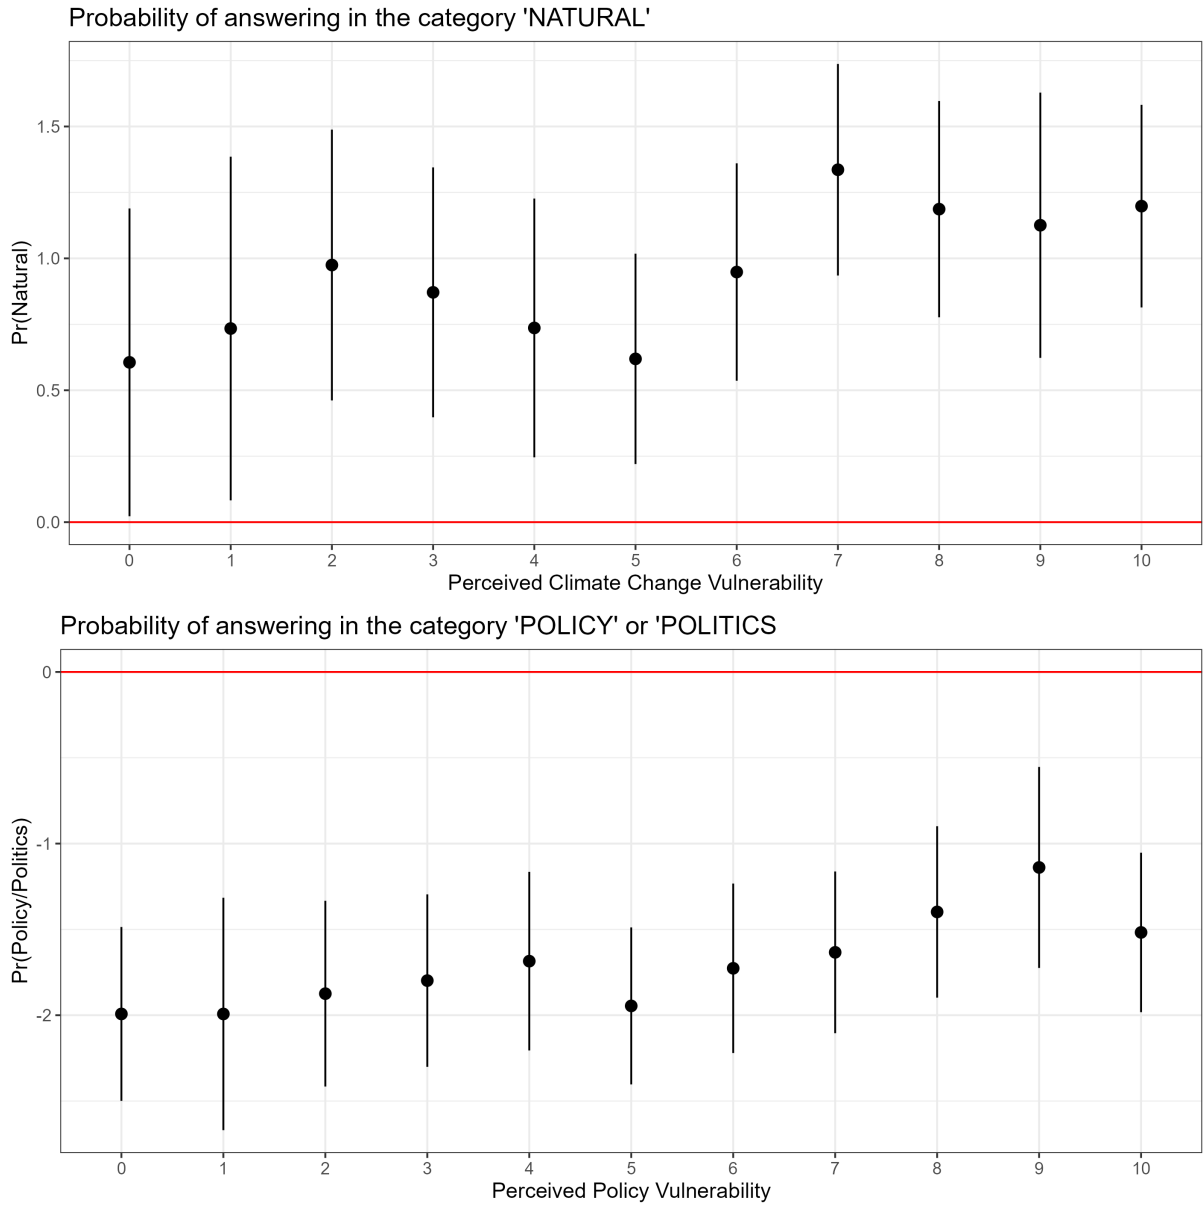 Probability of answering in the category 'NATURAL'
Pr(Natural)
1.5
1.0
0.5
0.0
0 1 2 3 4 5 6 7 8 9 10
Perceived Climate Change Vulnerability
Probability of answering in the category 'POLICY' or 'POLITICS
Pr(Policy/Politics)
0
-1
-2
0 1 2 3 4 5 6 7 8 9 10
Perceived Policy Vulnerability